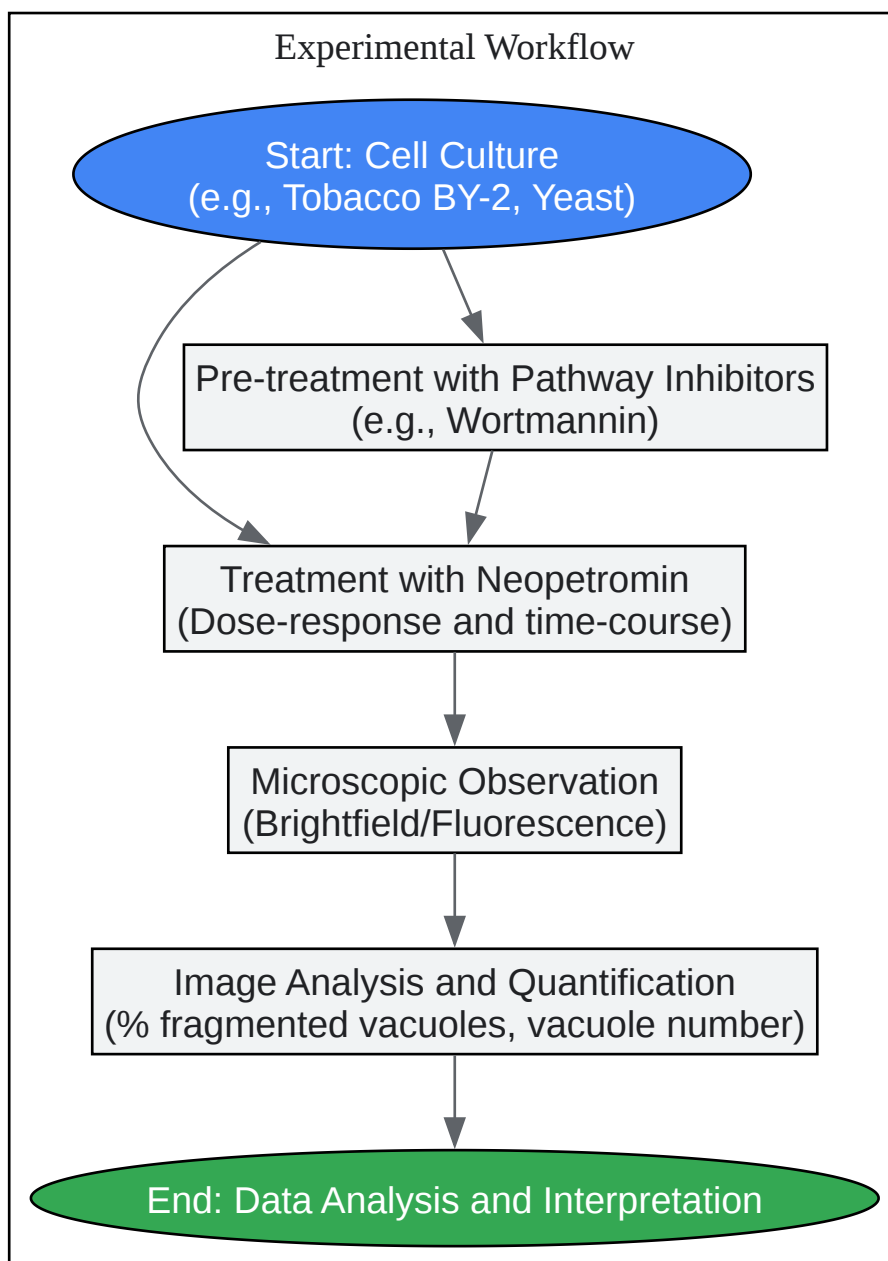 Experimental Workflow
Start: Cell Culture
(e.g., Tobacco BY-2, Yeast)
Pre-treatment with Pathway Inhibitors
(e.g., Wortmannin)
Treatment with Neopetromin
(Dose-response and time-course)
Microscopic Observation
(Brightfield/Fluorescence)
Image Analysis and Quantification
(% fragmented vacuoles, vacuole number)
End: Data Analysis and Interpretation